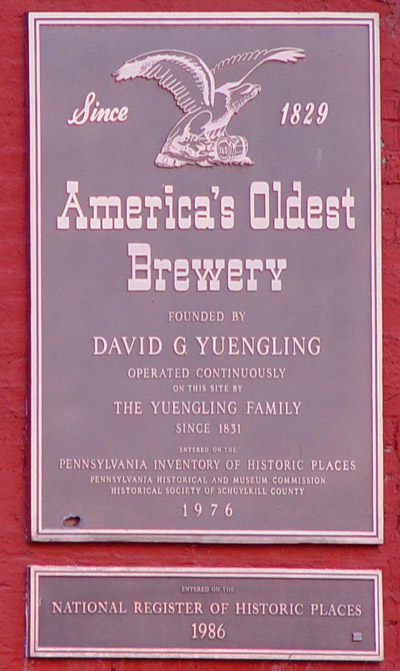 Since 1829
America's Oldest
Brewery
FOUNDED BY
DAVID G. YUENGLING
OPERATED CONTINUOUSLY
ON THIS SITE BY
THE YUENGLING FAMILY
SINCE 1831
ENTERED ON THE
PENNSYLVANIA INVENTORY OF HISTORIC PLACES
PENNSYLVANIA HISTORICAL AND MUSEUM COMMISSION
HISTORICAL SOCIETY OF SCHUYLKILL COUNTY
1976
ENTERED ON THE
NATIONAL REGISTER OF HISTORIC PLACES
1986